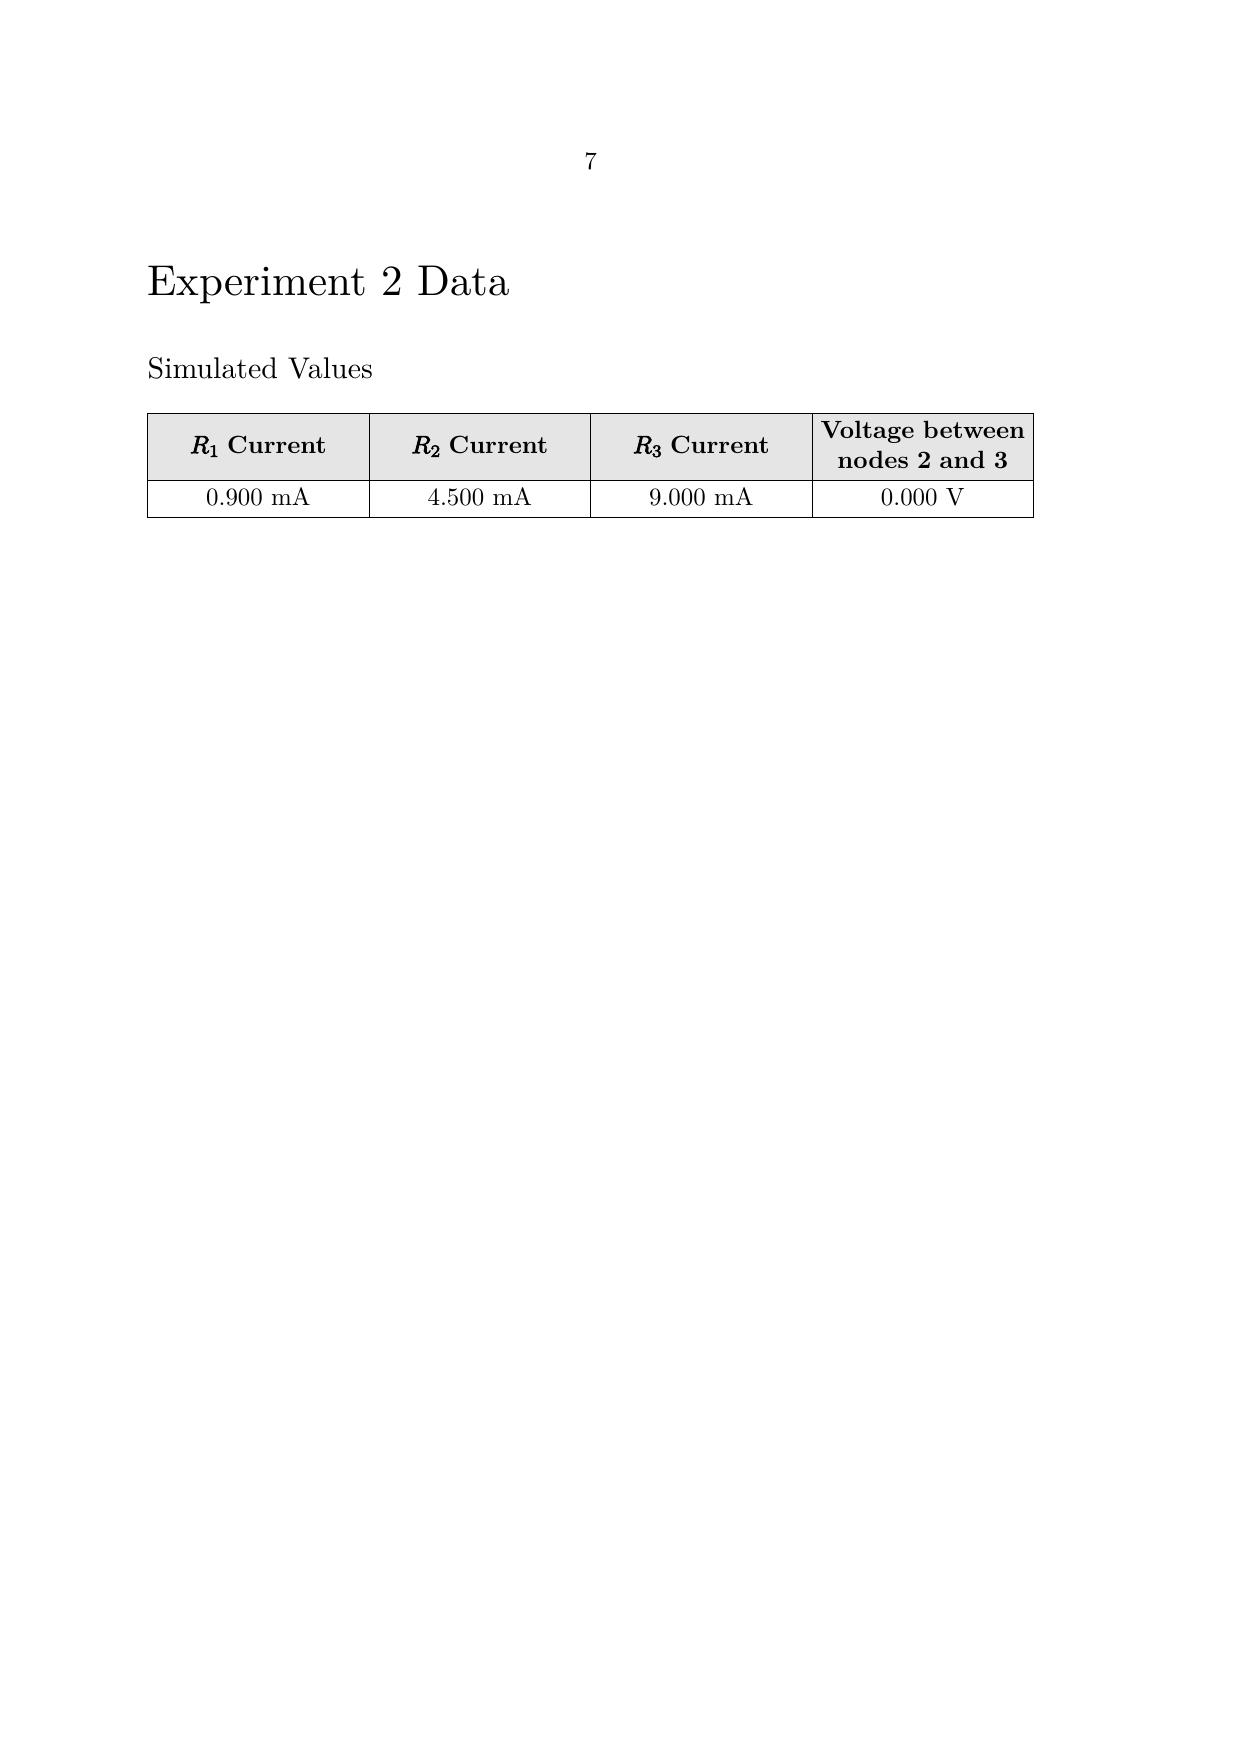 7
Experiment 2 Data
Simulated Values
R₁ Current R₂ Current R₃ Current Voltage between nodes 2 and 3
0.900 mA 4.500 mA 9.000 mA 0.000 V